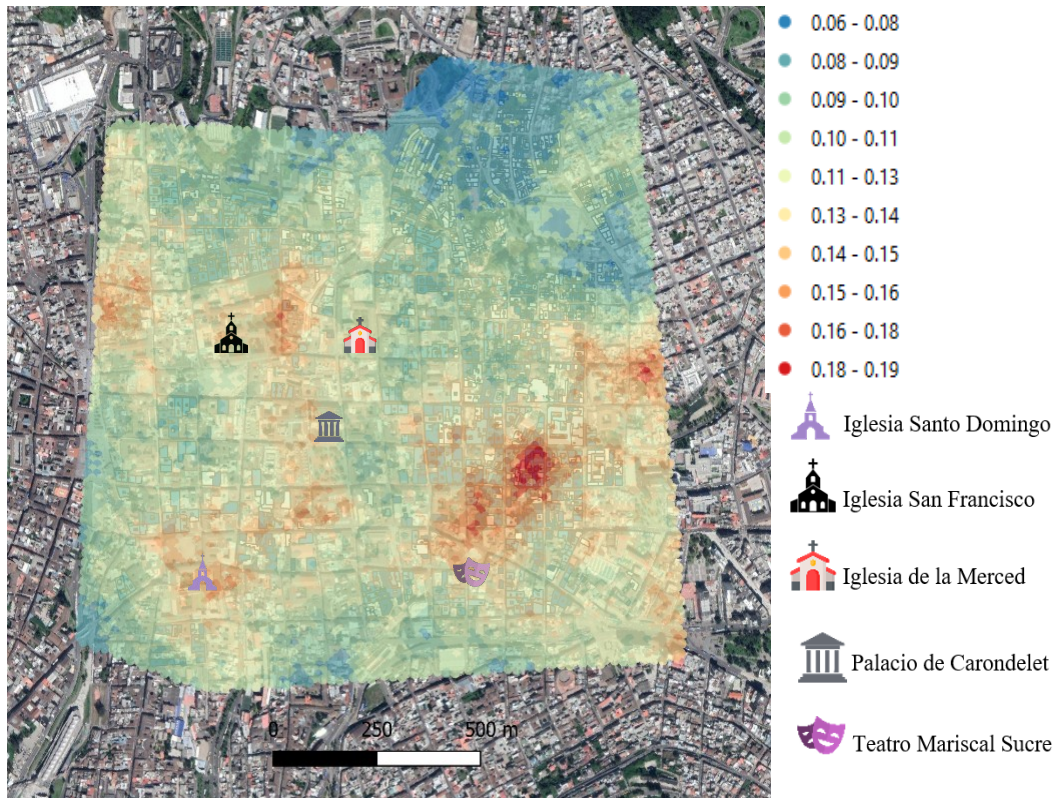 0.06 - 0.08
0.08 - 0.09
0.09 - 0.10
0.10 - 0.11
0.11 - 0.13
0.13 - 0.14
0.14 - 0.15
0.15 - 0.16
0.16 - 0.18
0.18 - 0.19
Iglesia Santo Domingo
Iglesia San Francisco
Iglesia de la Merced
Palacio de Carondelet
Teatro Mariscal Sucre
0 250 500 m